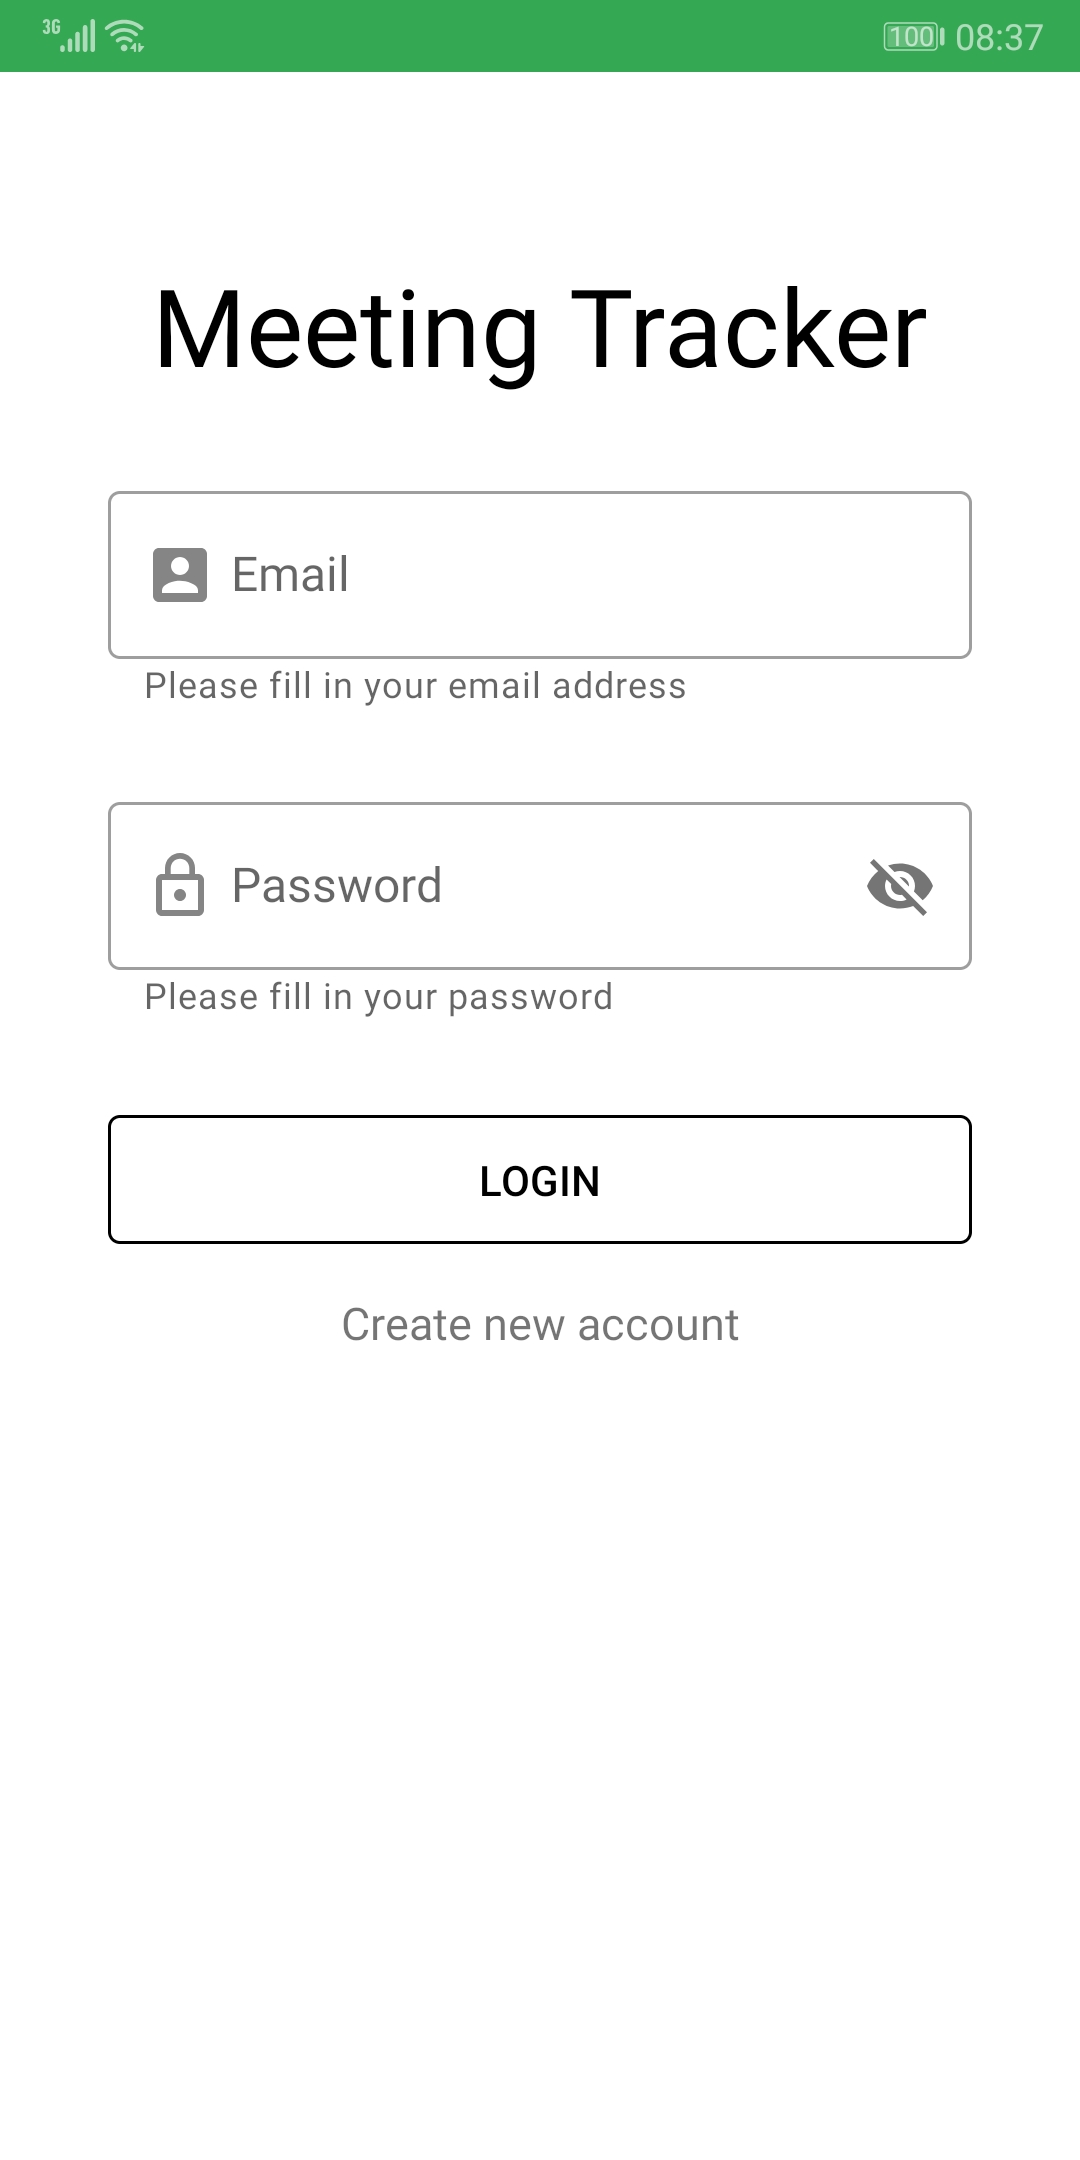 3G 100 08:37
Meeting Tracker
Email
Please fill in your email address
Password
Please fill in your password
LOGIN
Create new account